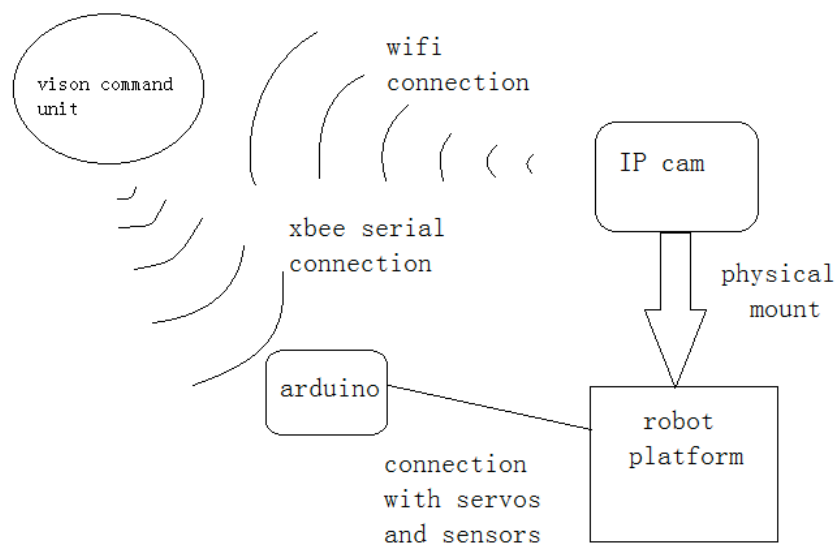 vison command
unit
wifi
connection
IP cam
xbee serial
connection
physical
mount
arduino
robot
platform
connection
with servos
and sensors